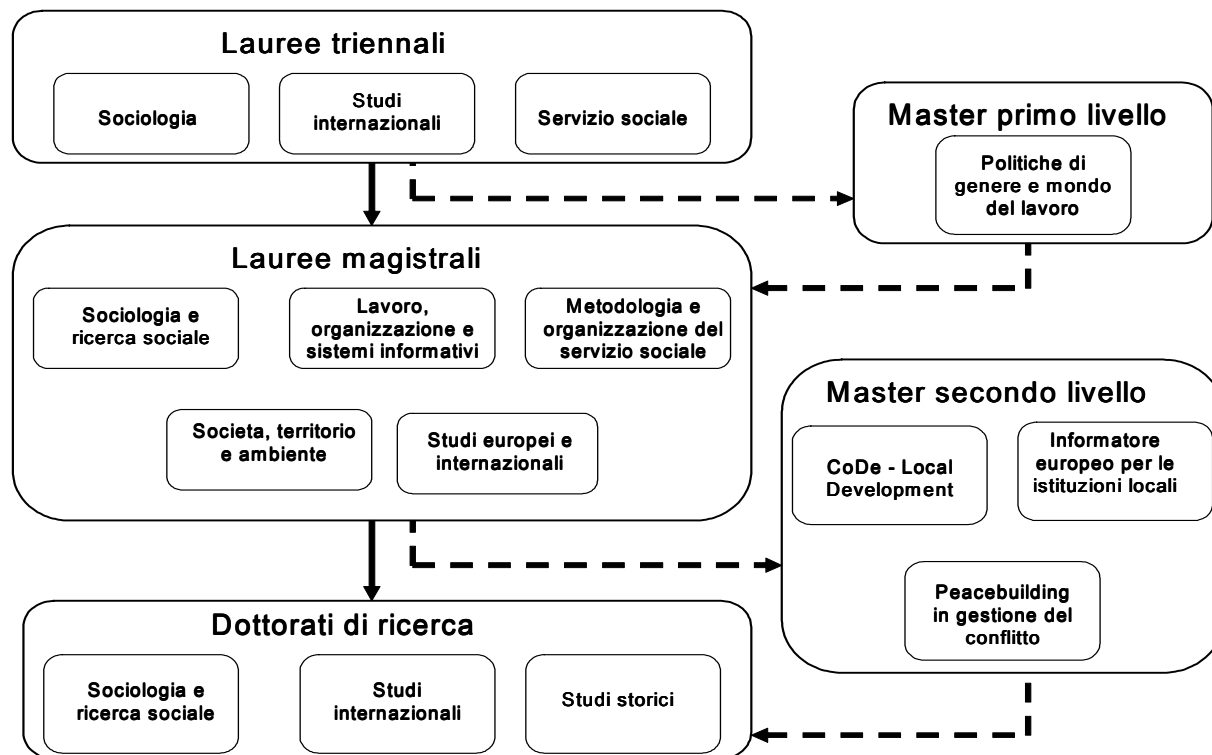 Lauree triennali
Sociologia
Studi
internazionali
Servizio sociale
Master primo livello
Politiche di
genere e mondo
del lavoro
Lauree magistrali
Sociologia e
ricerca sociale
Lavoro,
organizzazione e
sistemi informativi
Metodologia e
organizzazione del
servizio sociale
Societa, territorio
e ambiente
Studi europei e
internazionali
Master secondo livello
CoDe - Local
Development
Informatore
europeo per le
istituzioni locali
Peacebuilding
in gestione del
conflitto
Dottorati di ricerca
Sociologia e
ricerca sociale
Studi
internazionali
Studi storici